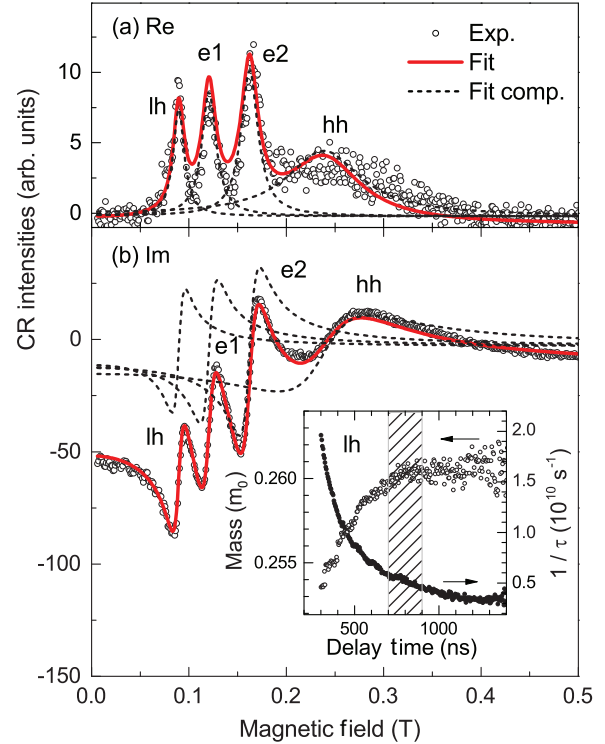 (a) Re
Exp.
Fit
Fit comp.
lh
e1
e2
hh
10
5
0
CR intensities (arb. units)
(b) Im
e2
hh
e1
lh
0
-50
-100
-150
lh
0.260
0.255
Mass (m0)
2.0
1.5
1.0
0.5
1 / τ (10^10 s^-1)
500
1000
Delay time (ns)
0.0
0.1
0.2
0.3
0.4
0.5
Magnetic field (T)